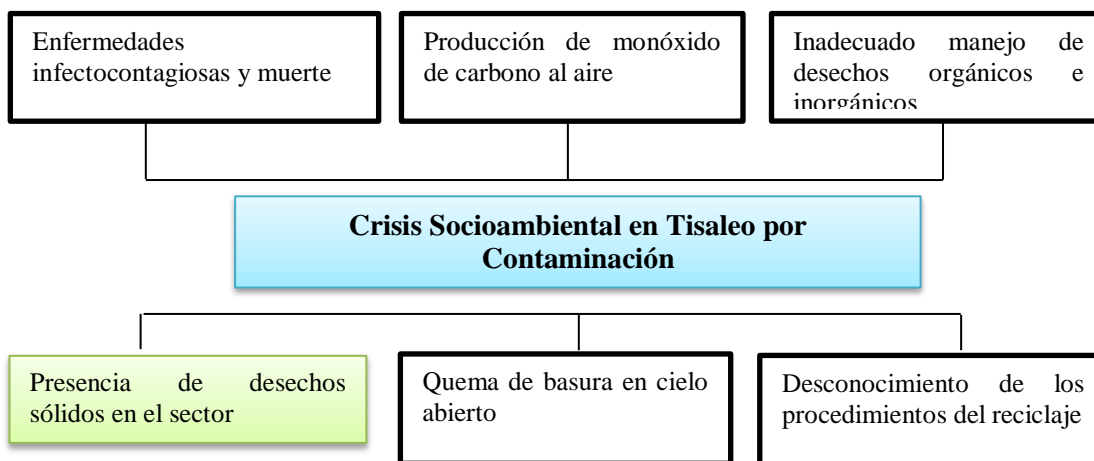 Enfermedades
infectocontagiosas y muerte
Producción de monóxido
de carbono al aire
Inadecuado manejo de
desechos orgánicos e
inorgánicos
Crisis Socioambiental en Tisaleo por
Contaminación
Presencia de desechos
sólidos en el sector
Quema de basura en cielo
abierto
Desconocimiento de los
procedimientos del reciclaje